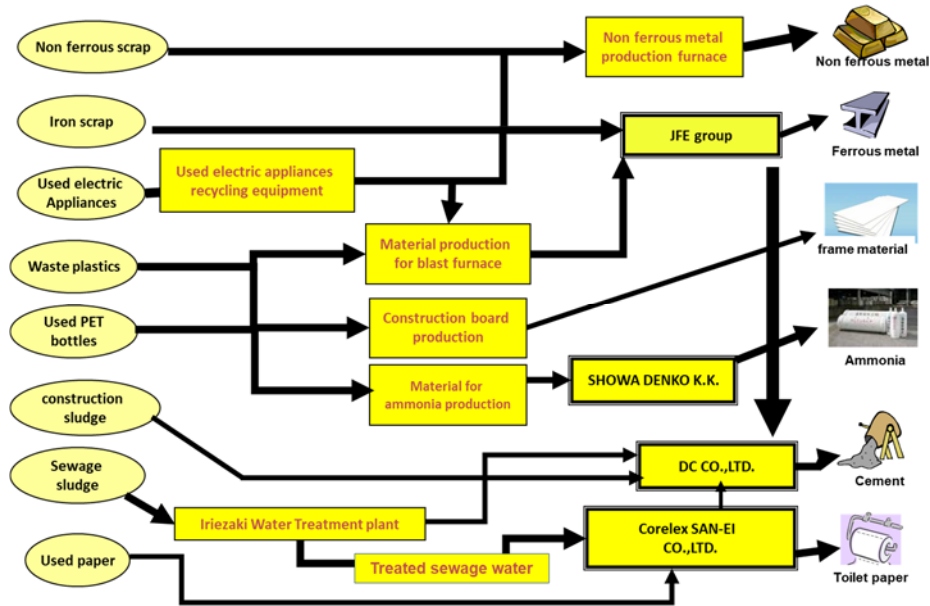 Non ferrous scrap
Non ferrous metal
production furnace
Non ferrous metal
Iron scrap
JFE group
Ferrous metal
Used electric
Appliances
Used electric appliances
recycling equipment
Waste plastics
Material production
for blast furnace
frame material
Used PET
bottles
Construction board
production
Ammonia
Material for
ammonia production
SHOWA DENKO K.K.
construction
sludge
Sewage
sludge
DC CO.,LTD.
Cement
Iriezaki Water Treatment plant
Corelex SAN-EI
CO.,LTD.
Used paper
Treated sewage water
Toilet paper